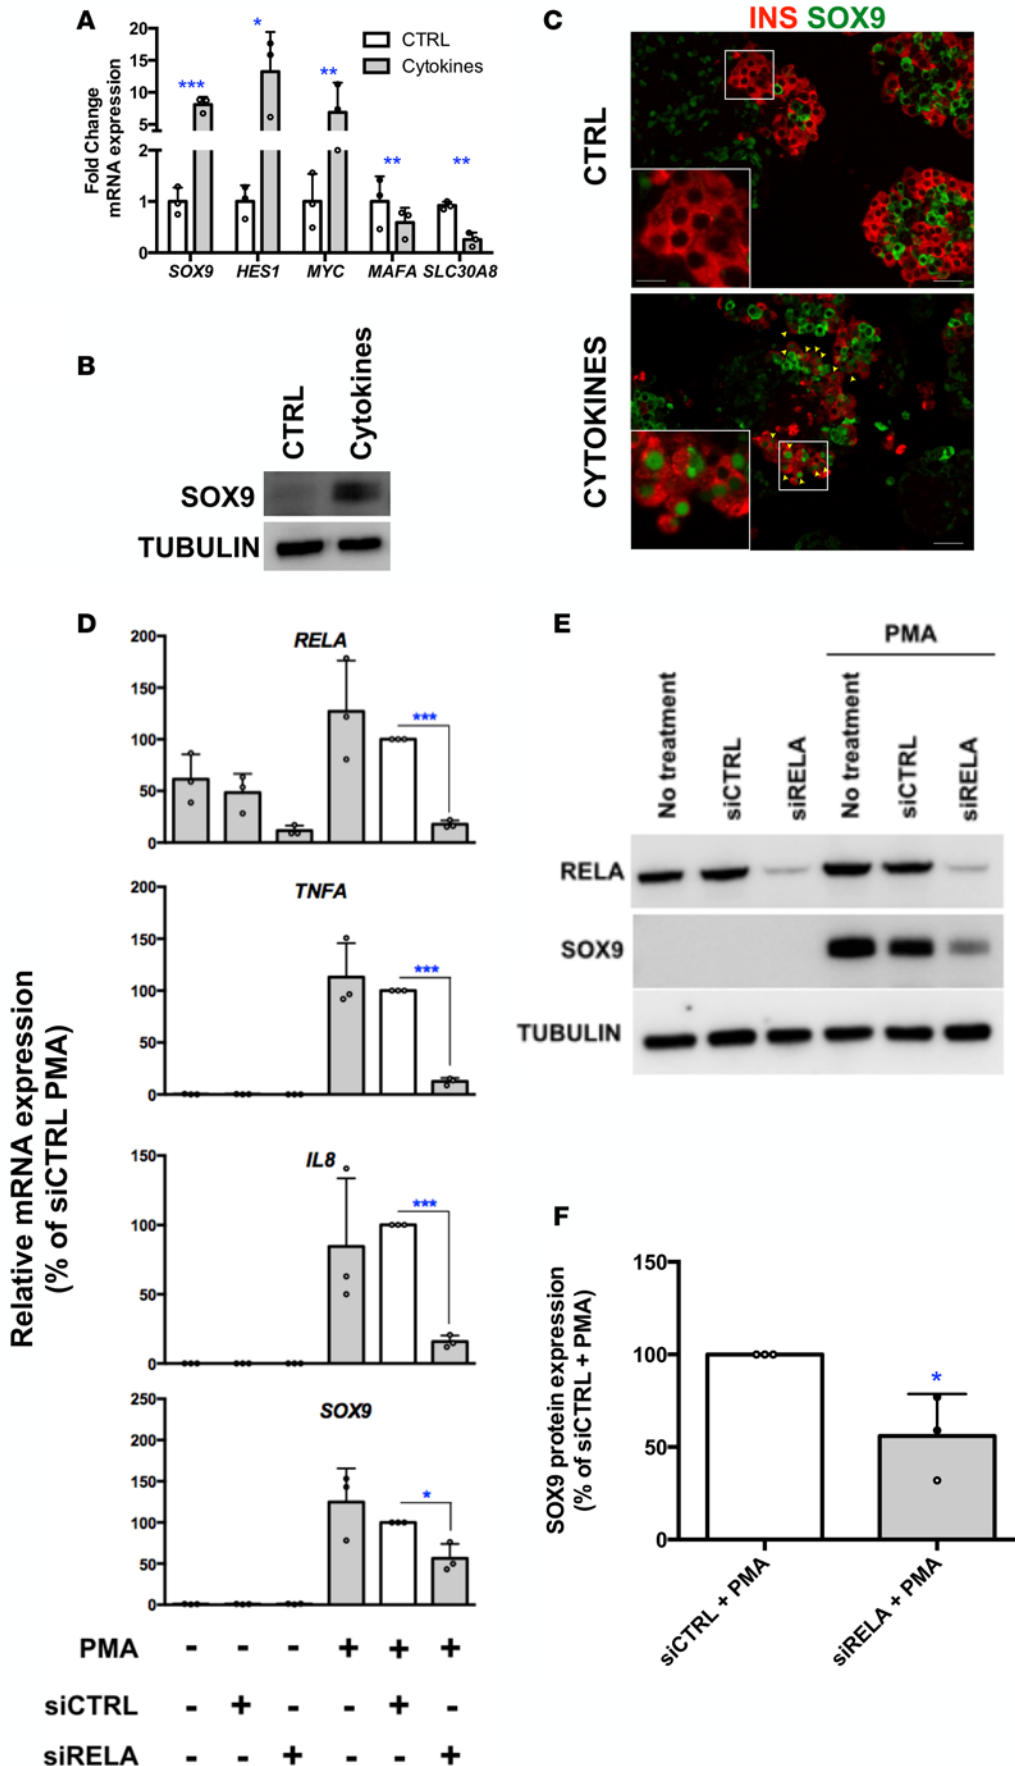 A
20
15
10
5
2
1
0
Fold Change
mRNA expression
CTRL
Cytokines
***
*
**
**
**
SOX9 HES1 MYC MAFA SLC30A8
B
CTRL
Cytokines
SOX9
TUBULIN
C
INS SOX9
CTRL
CYTOKINES
D
Relative mRNA expression
(% of siCTRL PMA)
RELA
200
150
100
50
0
***
TNFA
200
150
100
50
0
***
IL8
150
100
50
0
***
SOX9
250
200
150
100
50
0
*
PMA - - - + + +
siCTRL - + - - + -
siRELA - - + - - +
E
PMA
No treatment
siCTRL
siRELA
No treatment
siCTRL
siRELA
RELA
SOX9
TUBULIN
F
SOX9 protein expression
(% of siCTRL + PMA)
150
100
50
0
*
siCTRL + PMA
siRELA + PMA